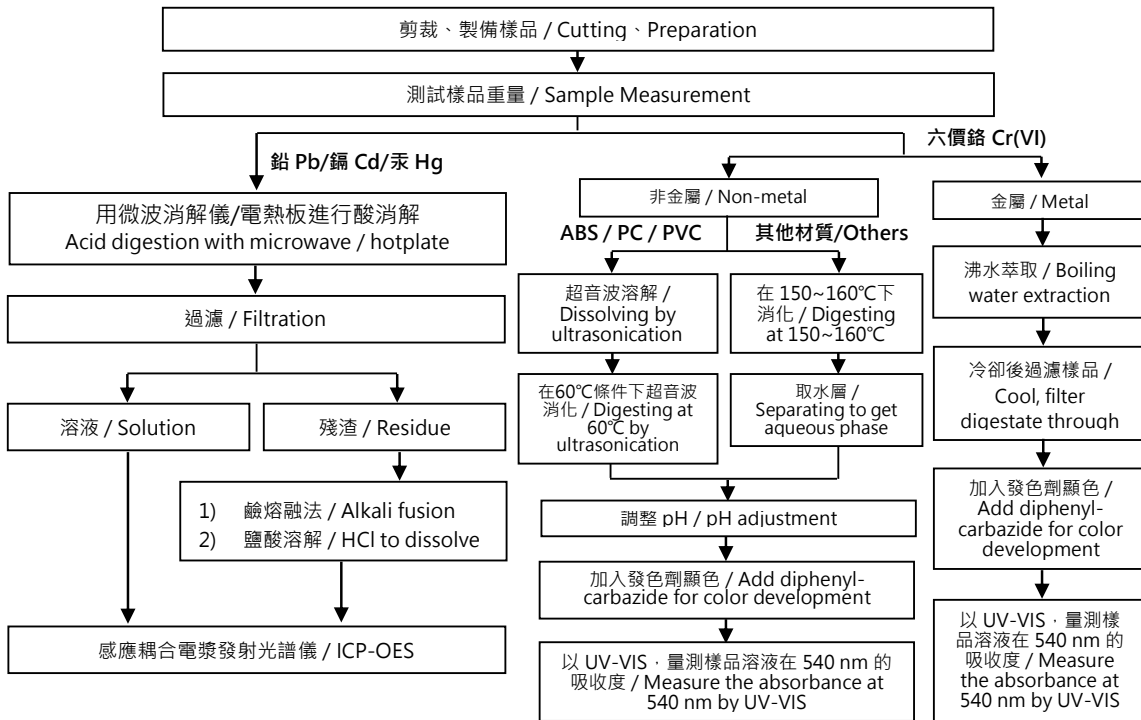 剪裁、製備樣品 / Cutting、Preparation
測試樣品重量 / Sample Measurement
鉛 Pb/鎘 Cd/汞 Hg
六價鉻 Cr(VI)
用微波消解儀/電熱板進行酸消解
Acid digestion with microwave / hotplate
過濾 / Filtration
溶液 / Solution
殘渣 / Residue
1) 鹼熔融法 / Alkali fusion
2) 鹽酸溶解 / HCl to dissolve
感應耦合電漿發射光譜儀 / ICP-OES
非金屬 / Non-metal
ABS / PC / PVC
其他材質/Others
超音波溶解 /
Dissolving by
ultrasonication
在60℃條件下超音波
消化 / Digesting at
60℃ by
ultrasonication
在 150~160℃下
消化 / Digesting
at 150~160℃
取水層 /
Separating to get
aqueous phase
調整 pH / pH adjustment
加入發色劑顯色 / Add diphenyl-
carbazide for color development
以 UV-VIS，量測樣品溶液在 540 nm 的
吸收度 / Measure the absorbance at
540 nm by UV-VIS
金屬 / Metal
沸水萃取 / Boiling
water extraction
冷卻後過濾樣品 /
Cool, filter
digestate through
加入發色劑顯色 /
Add diphenyl-
carbazide for color
development
以 UV-VIS，量測樣
品溶液在 540 nm 的
吸收度 / Measure
the absorbance at
540 nm by UV-VIS